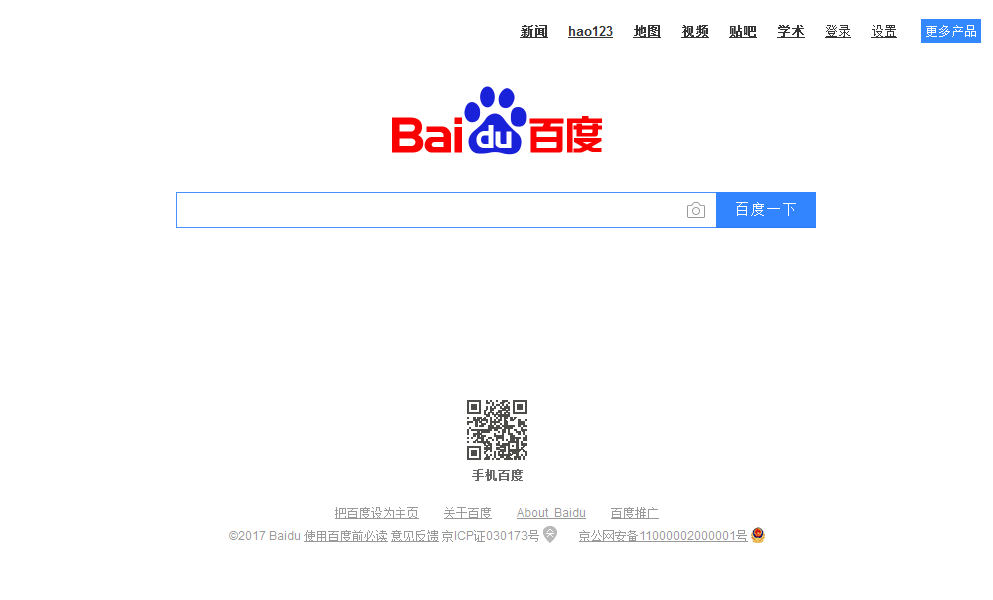 新闻 hao123 地图 视频 贴吧 学术 登录 设置 更多产品
Bai du 百度
百度一下
手机百度
把百度设为主页 关于百度 About Baidu 百度推广
©2017 Baidu 使用百度前必读 意见反馈 京ICP证030173号 京公网安备11000002000001号